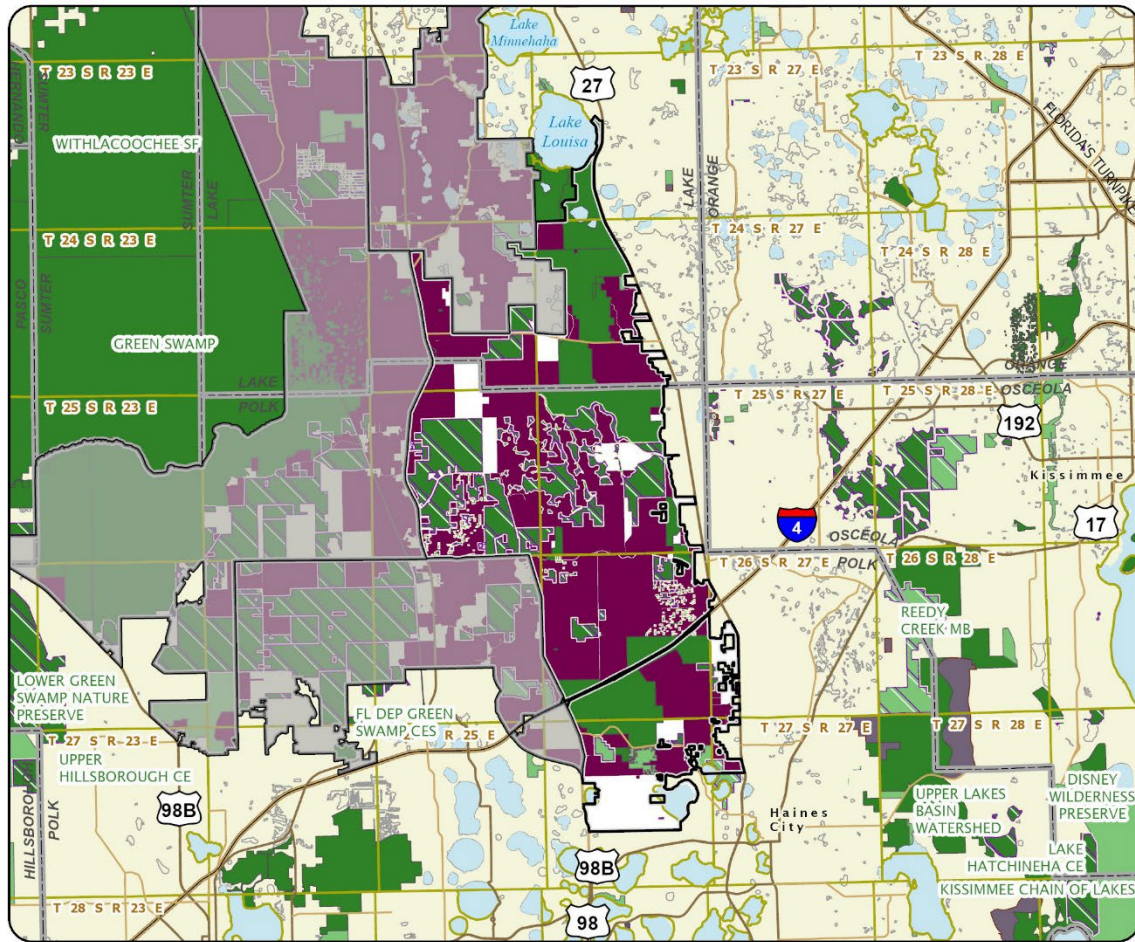 Lake
Minnehaha
T 23 S R 23 E
HERNANDO
SUMTER
27
T 23 S R 27 E
T 23 S R 28 E
FLORIDA'S TURNPIKE
Lake
Louisa
WITHLACOOCHEE SF
SUMTER
LAKE
LAKE
ORANGE
T 24 S R 23 E
T 24 S R 27 E
T 24 S R 28 E
PASCO
SUMTER
GREEN SWAMP
LAKE
POLK
ORANGE
OSCEOLA
T 25 S R 23 E
T 25 S R 27 E
T 25 S R 28 E
192
Kissimmee
4
17
OSCEOLA
POLK
T 26 S R 27 E
T 26 S R 28 E
REEDY
CREEK MB
LOWER GREEN
SWAMP NATURE
PRESERVE
FL DEP GREEN
SWAMP CES
T 27 S R 23 E
S R 25 E
T 27 S R 27 E
T 27 S R 28 E
UPPER
HILLSBOROUGH CE
HILLSBOROUGH
POLK
98B
UPPER LAKES
BASIN
WATERSHED
DISNEY
WILDERNESS
PRESERVE
Haines
City
LAKE
HATCHINEHA CE
98B
KISSIMMEE CHAIN OF LAKES
T 28 S R 23 E
98